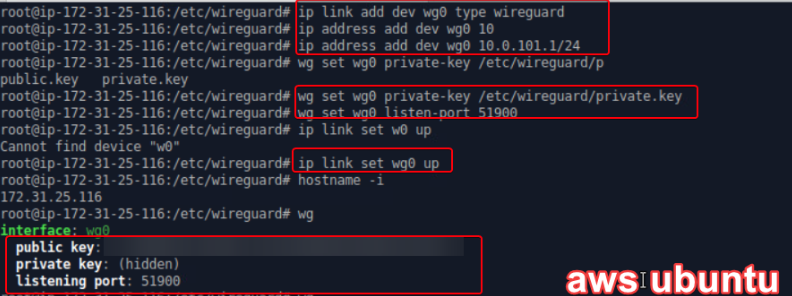 root@ip-172-31-25-116:/etc/wireguard# ip link add dev wg0 type wireguard
root@ip-172-31-25-116:/etc/wireguard# ip address add dev wg0 10
root@ip-172-31-25-116:/etc/wireguard# ip address add dev wg0 10.0.101.1/24
root@ip-172-31-25-116:/etc/wireguard# wg set wg0 private-key /etc/wireguard/p
public.key   private.key
root@ip-172-31-25-116:/etc/wireguard# wg set wg0 private-key /etc/wireguard/private.key
root@ip-172-31-25-116:/etc/wireguard# wg set wg0 listen-port 51900
root@ip-172-31-25-116:/etc/wireguard# ip link set w0 up
Cannot find device "w0"
root@ip-172-31-25-116:/etc/wireguard# ip link set wg0 up
root@ip-172-31-25-116:/etc/wireguard# hostname -i
172.31.25.116
root@ip-172-31-25-116:/etc/wireguard# wg
interface: wg0
public key:
private key: (hidden)
listening port: 51900
aws ubuntu